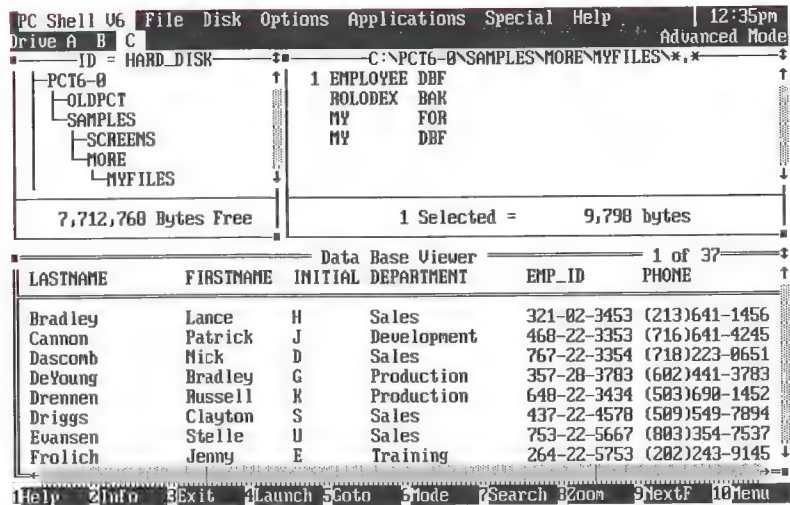 PC Shell V6 File Disk Options Applications Special Help 12:35pm
Drive A B C Advanced Mode
ID = HARD_DISK
C:\PCT6-0\SAMPLES\MORE\MYFILES\*.*
PCT6-0
OLDPCT
SAMPLES
SCREENS
MORE
MYFILES
1 EMPLOYEE DBF
ROLODEX BAK
MY FOR
MY DBF
7,712,768 Bytes Free
1 Selected = 9,798 bytes
Data Base Viewer 1 of 37
LASTNAME FIRSTNAME INITIAL DEPARTMENT EMP_ID PHONE
Bradley Lance H Sales 321-02-3453 (213)641-1456
Cannon Patrick J Development 468-22-3353 (716)641-4245
Dascomb Nick D Sales 767-22-3354 (718)223-0651
DeYoung Bradley G Production 357-28-3783 (602)441-3783
Drennen Russell K Production 648-22-3434 (503)690-1452
Driggs Clayton S Sales 437-22-4578 (509)549-7894
Evansen Stelle U Sales 753-22-5667 (803)354-7537
Frolich Jenny E Training 264-22-5753 (202)243-9145
1Help 2Info 3Exit 4Launch 5Goto 6Mode 7Search 8Zoom 9NextF 10Menu